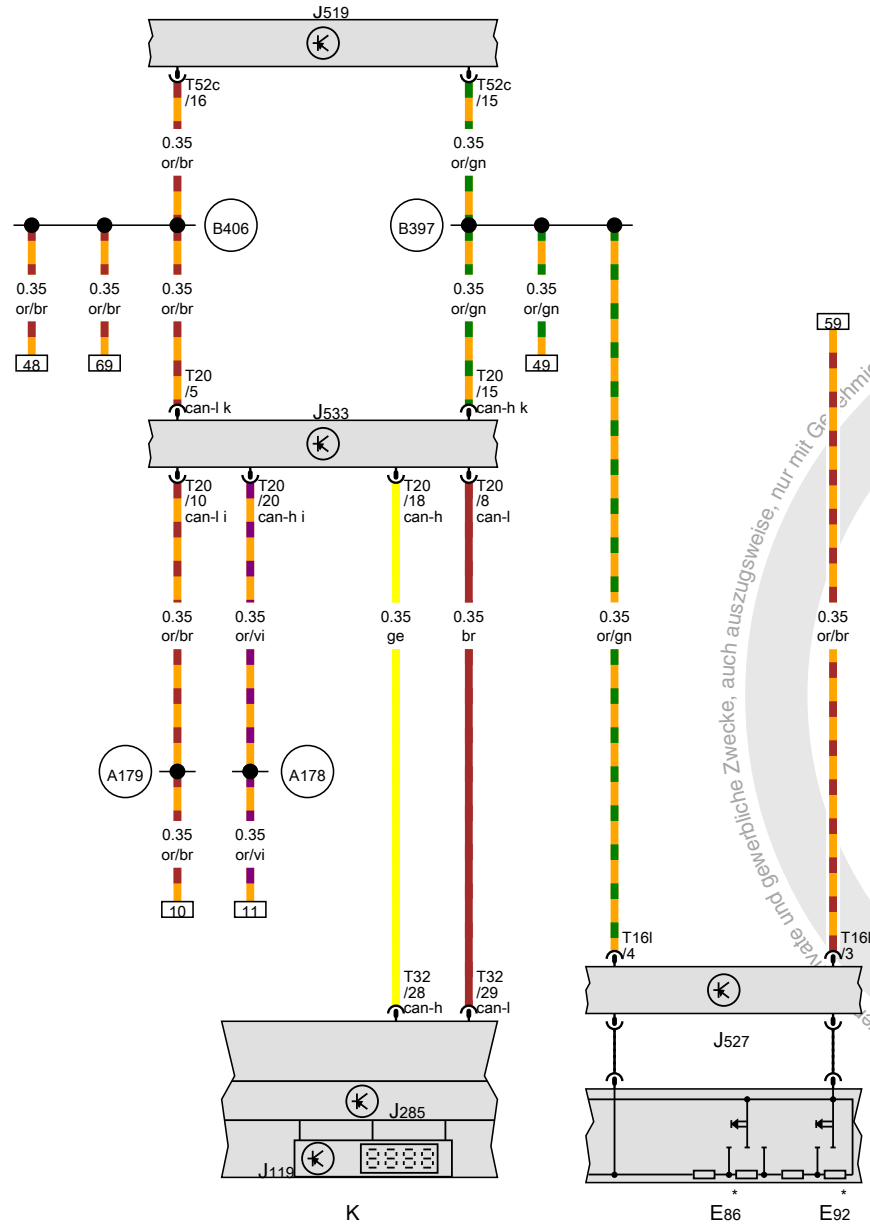 J519
T52c
/16
T52c
/15
0.35
or/br
0.35
or/gn
B406
B397
0.35
or/br
0.35
or/br
0.35
or/br
0.35
or/gn
0.35
or/gn
48
69
49
59
T20
/5
can-l k
T20
/15
can-h k
J533
T20
/10
can-l i
T20
/20
can-h i
T20
/18
can-h
T20
/8
can-l
0.35
or/br
0.35
or/vi
0.35
ge
0.35
br
0.35
or/gn
0.35
or/br
A179
A178
0.35
or/br
0.35
or/vi
10
11
T32
/28
can-h
T32
/29
can-l
T16l
/4
T16l
/3
J527
J285
J119
K
*
E86
*
E92
vate und gewerbliche Zwecke, auch auszugsweise, nur mit